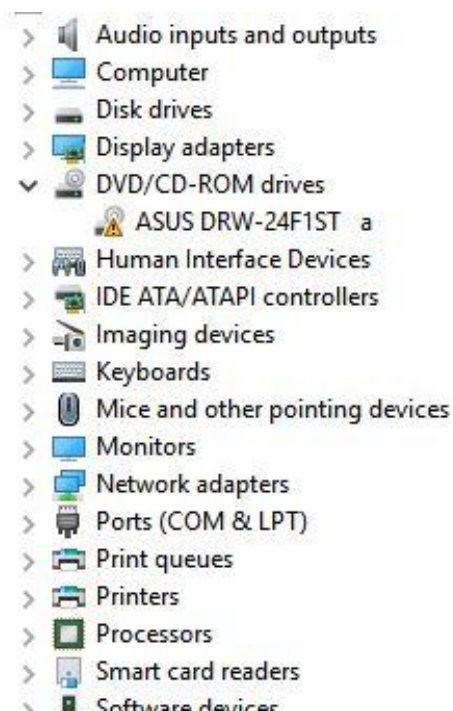 Audio inputs and outputs
Computer
Disk drives
Display adapters
DVD/CD-ROM drives
ASUS DRW-24F1ST   a
Human Interface Devices
IDE ATA/ATAPI controllers
Imaging devices
Keyboards
Mice and other pointing devices
Monitors
Network adapters
Ports (COM & LPT)
Print queues
Printers
Processors
Smart card readers
Software devices